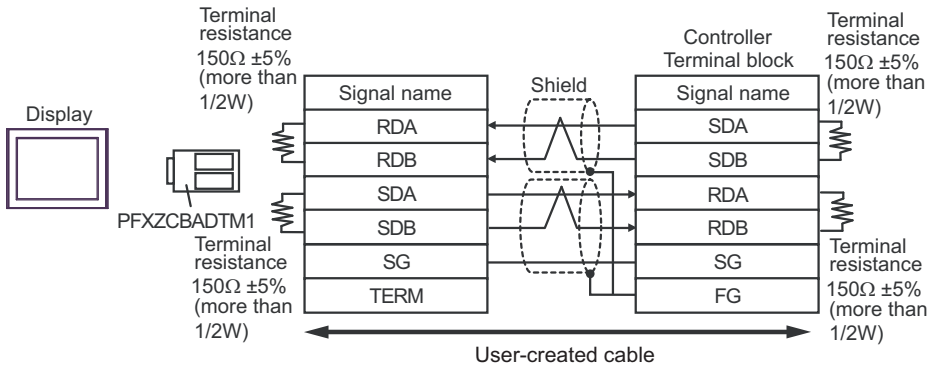 Terminal
resistance
150Ω ±5%
(more than
1/2W)
Display
PFXZCBADTM1
Terminal
resistance
150Ω ±5%
(more than
1/2W)
Signal name
RDA
RDB
SDA
SDB
SG
TERM
Shield
Controller
Terminal block
Signal name
SDA
SDB
RDA
RDB
SG
FG
Terminal
resistance
150Ω ±5%
(more than
1/2W)
Terminal
resistance
150Ω ±5%
(more than
1/2W)
User-created cable